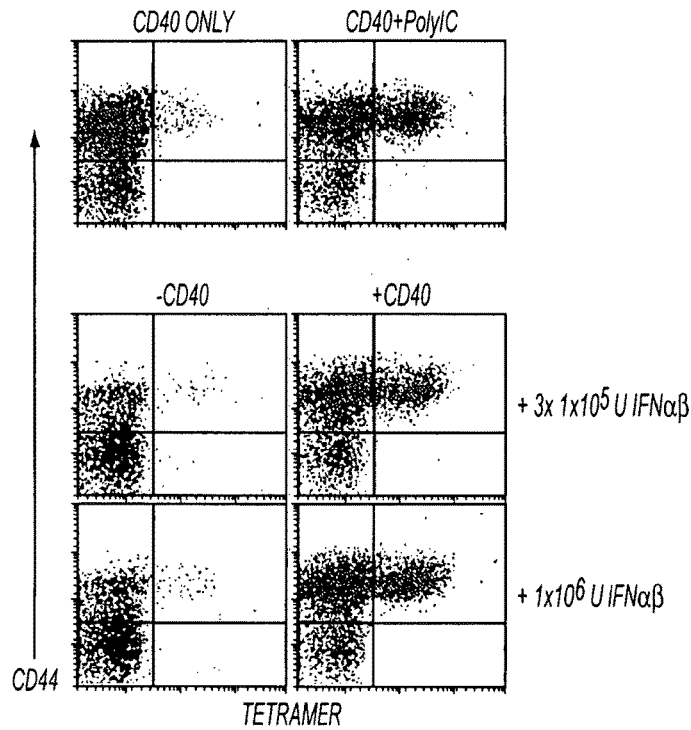 CD40 ONLY
CD40+PolyIC
-CD40
+CD40
+ 3x 1x10⁵ U IFNαβ
+ 1x10⁶ U IFNαβ
CD44
TETRAMER